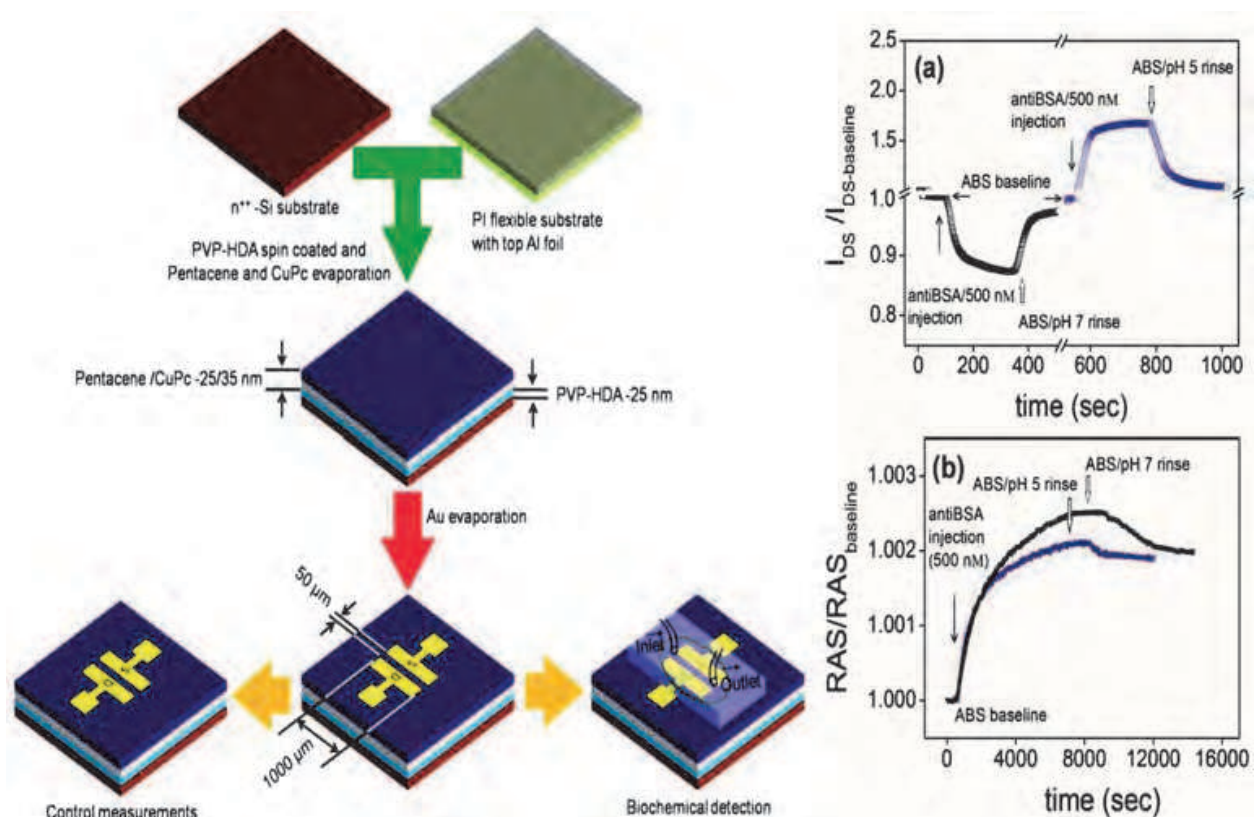 n⁺⁺-Si substrate
PI flexible substrate
with top Al foil
PVP-HDA spin coated and
Pentacene and CuPc evaporation
Pentacene /CuPc -25/35 nm
PVP-HDA -25 nm
Au evaporation
50 µm
1000 µm
Inlet
Outlet
Control measurements
Biochemical detection
(a)
2.5
2.0
1.5
1.0
0.9
0.8
I_DS /I_DS-baseline
ABS/pH 5 rinse
antiBSA/500 nM
injection
ABS baseline
antiBSA/500 nM
injection
ABS/pH 7 rinse
0 200 400 600 800 1000
time (sec)
(b)
1.003
1.002
1.001
1.000
RAS/RAS_baseline
ABS/pH 7 rinse
ABS/pH 5 rinse
antiBSA
injection
(500 nM)
ABS baseline
0 4000 8000 12000 16000
time (sec)